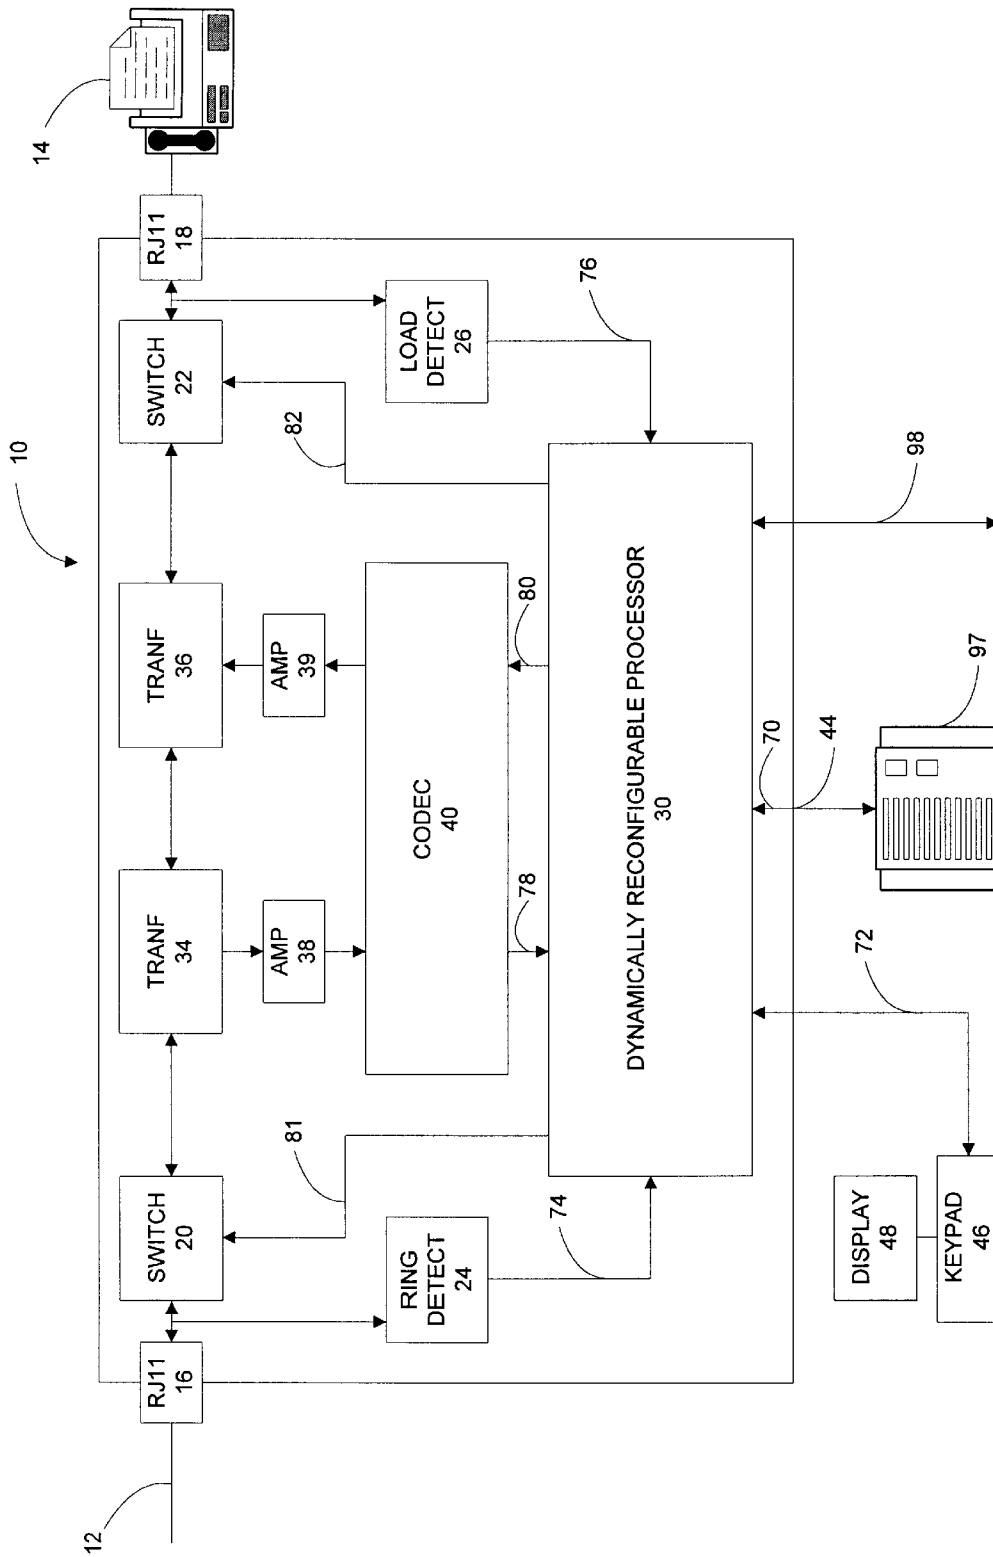 10
12
14
RJ11
16
SWITCH
20
TRANF
34
TRANF
36
SWITCH
22
RJ11
18
RING
DETECT
24
81
AMP
38
AMP
39
82
LOAD
DETECT
26
CODEC
40
74
78
80
76
DYNAMICALLY RECONFIGURABLE PROCESSOR
30
DISPLAY
48
KEYPAD
46
72
70
44
97
98